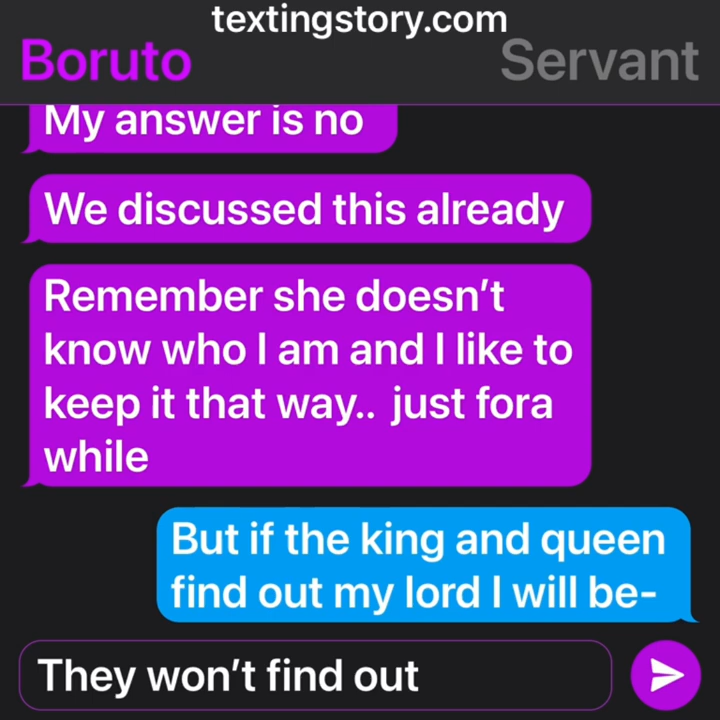 textingstory.com
Boruto
Servant
My answer is no
We discussed this already
Remember she doesn't
know who I am and I like to
keep it that way.. just fora
while
But if the king and queen
find out my lord I will be-
They won't find out